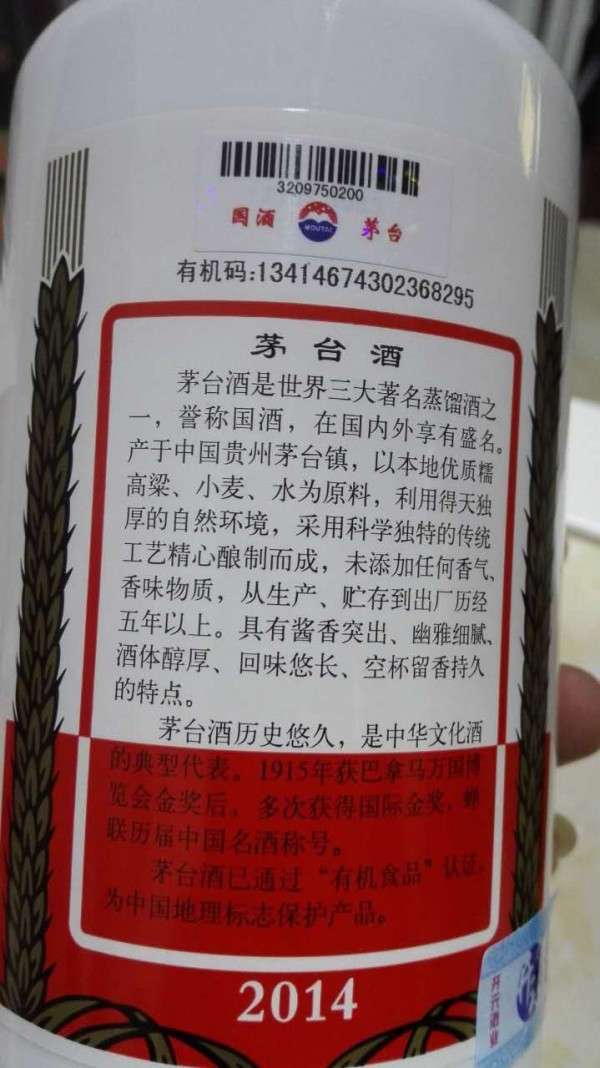 3209750200
国酒 MOUTAI 茅台
有机码:13414674302368295
茅台酒
茅台酒是世界三大著名蒸馏酒之
一，誉称国酒，在国内外享有盛名。
产于中国贵州茅台镇，以本地优质糯
高粱、小麦、水为原料，利用得天独
厚的自然环境，采用科学独特的传统
工艺精心酿制而成，未添加任何香气、
香味物质，从生产、贮存到出厂历经
五年以上。具有酱香突出、幽雅细腻、
酒体醇厚、回味悠长、空杯留香持久
的特点。
茅台酒历史悠久，是中华文化酒
的典型代表。1915年获巴拿马万国博
览会金奖后，多次获得国际金奖，蝉
联历届中国名酒称号。
茅台酒已通过“有机食品”认证，
为中国地理标志保护产品。
2014
开元酒业